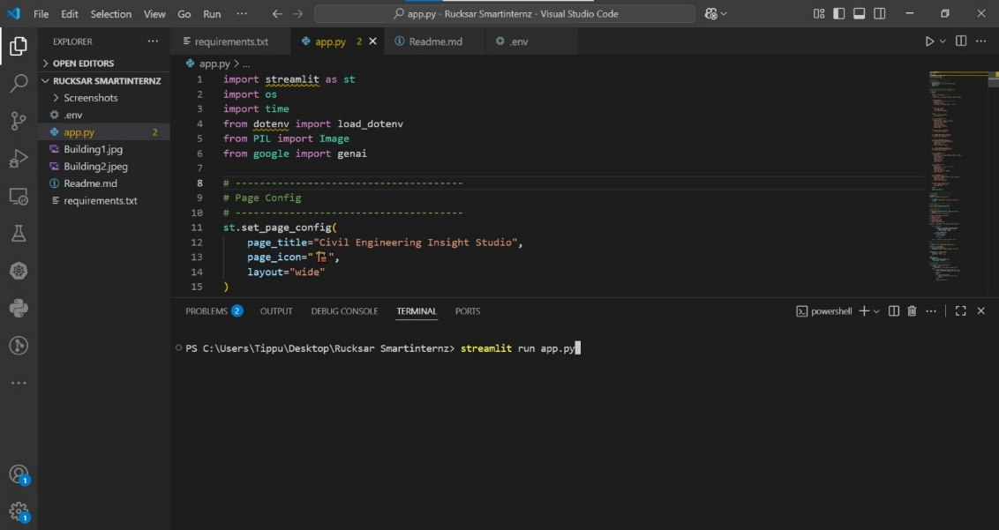 File Edit Selection View Go Run ··· ← → app.py - Rucksar Smartinternz - Visual Studio Code
EXPLORER ···
requirements.txt app.py 2 Readme.md .env
OPEN EDITORS
RUCKSAR SMARTINTERNZ
Screenshots
.env
app.py 2
Building1.jpg
Building2.jpeg
Readme.md
requirements.txt
app.py > ...
1 import streamlit as st
2 import os
3 import time
4 from dotenv import load_dotenv
5 from PIL import Image
6 from google import genai
7
8 # --------------------------------------
9 # Page Config
10 # --------------------------------------
11 st.set_page_config(
12 page_title="Civil Engineering Insight Studio",
13 page_icon="🏗️",
14 layout="wide"
15 )
PROBLEMS 2 OUTPUT DEBUG CONSOLE TERMINAL PORTS powershell
PS C:\Users\Tippu\Desktop\Rucksar Smartinternz> streamlit run app.py
1
1